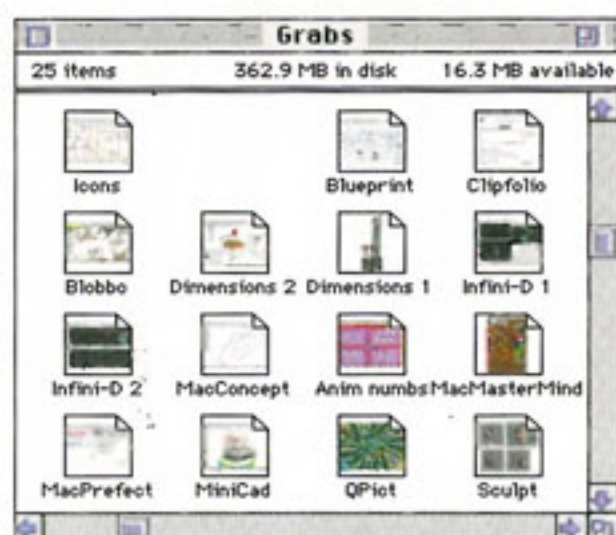 Grabs
25 items 362.9 MB in disk 16.3 MB available
Icons Blueprint Clipfolio
Blobbo Dimensions 2 Dimensions 1 Infini-D 1
Infini-D 2 MacConcept Anim numbs MacMasterMind
MacPrefect MiniCad QPict Sculpt